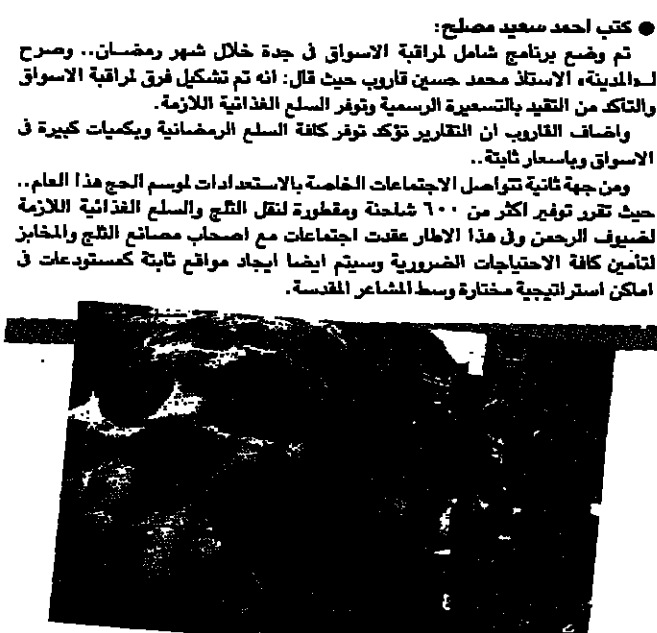 ● كتب احمد سعيد مصلح:
تم وضع برنامج شامل لمراقبة الاسواق في جدة خلال شهر رمضان.. وصرح
لـ«المدينة» الاستاذ محمد حسين قاروب حيث قال: انه تم تشكيل فرق لمراقبة الاسواق
والتأكد من التقيد بالتسعيرة الرسمية وتوفر السلع الغذائية اللازمة.
واضاف القاروب ان التقارير تؤكد توفر كافة السلع الرمضانية وبكميات كبيرة في
الاسواق وباسعار ثابتة..
ومن جهة ثانية تتواصل الاجتماعات الخاصة بالاستعدادات لموسم الحج هذا العام..
حيث تقرر توفير اكثر من ٦٠٠ شاحنة ومقطورة لنقل الثلج والسلع الغذائية اللازمة
لضيوف الرحمن وفي هذا الاطار عقدت اجتماعات مع اصحاب مصانع الثلج والمخابز
لتأمين كافة الاحتياجات الضرورية وسيتم ايضا ايجاد مواقع ثابتة كمستودعات في
اماكن استراتيجية مختارة وسط المشاعر المقدسة.